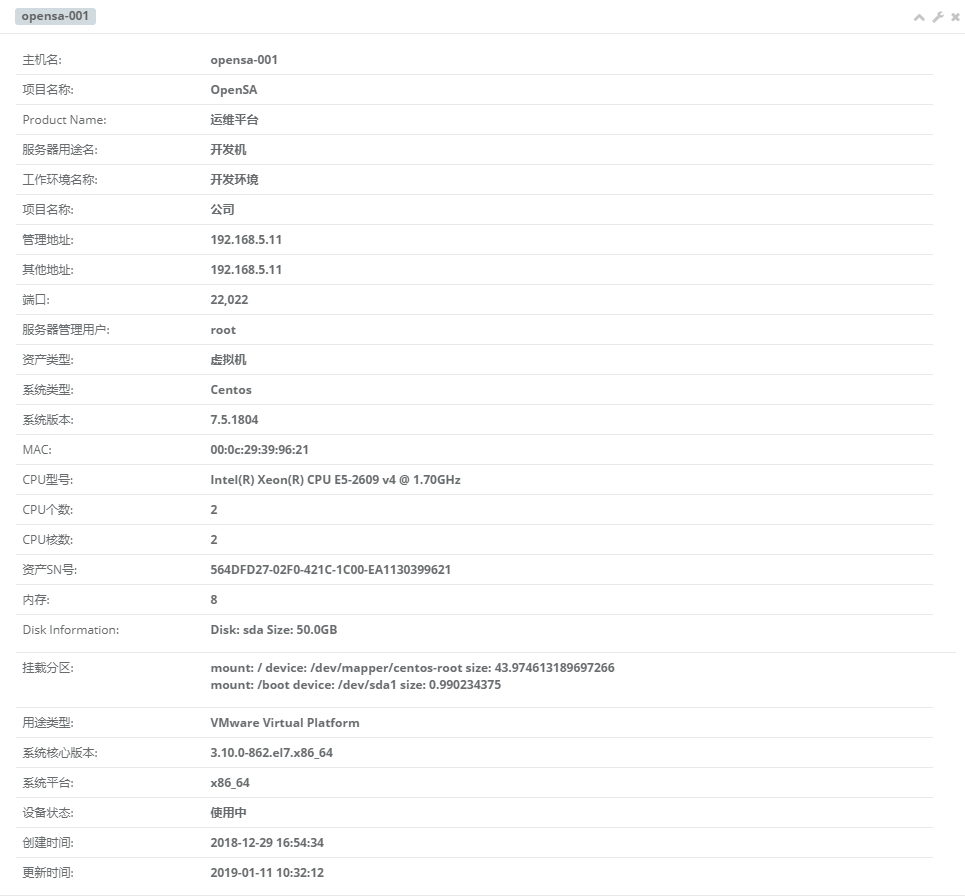 opensa-001
主机名: opensa-001
项目名称: OpenSA
Product Name: 运维平台
服务器用途名: 开发机
工作环境名称: 开发环境
项目名称: 公司
管理地址: 192.168.5.11
其他地址: 192.168.5.11
端口: 22,022
服务器管理用户: root
资产类型: 虚拟机
系统类型: Centos
系统版本: 7.5.1804
MAC: 00:0c:29:39:96:21
CPU型号: Intel(R) Xeon(R) CPU E5-2609 v4 @ 1.70GHz
CPU个数: 2
CPU核数: 2
资产SN号: 564DFD27-02F0-421C-1C00-EA1130399621
内存: 8
Disk Information: Disk: sda Size: 50.0GB
挂载分区: mount: / device: /dev/mapper/centos-root size: 43.974613189697266
mount: /boot device: /dev/sda1 size: 0.990234375
用途类型: VMware Virtual Platform
系统核心版本: 3.10.0-862.el7.x86_64
系统平台: x86_64
设备状态: 使用中
创建时间: 2018-12-29 16:54:34
更新时间: 2019-01-11 10:32:12